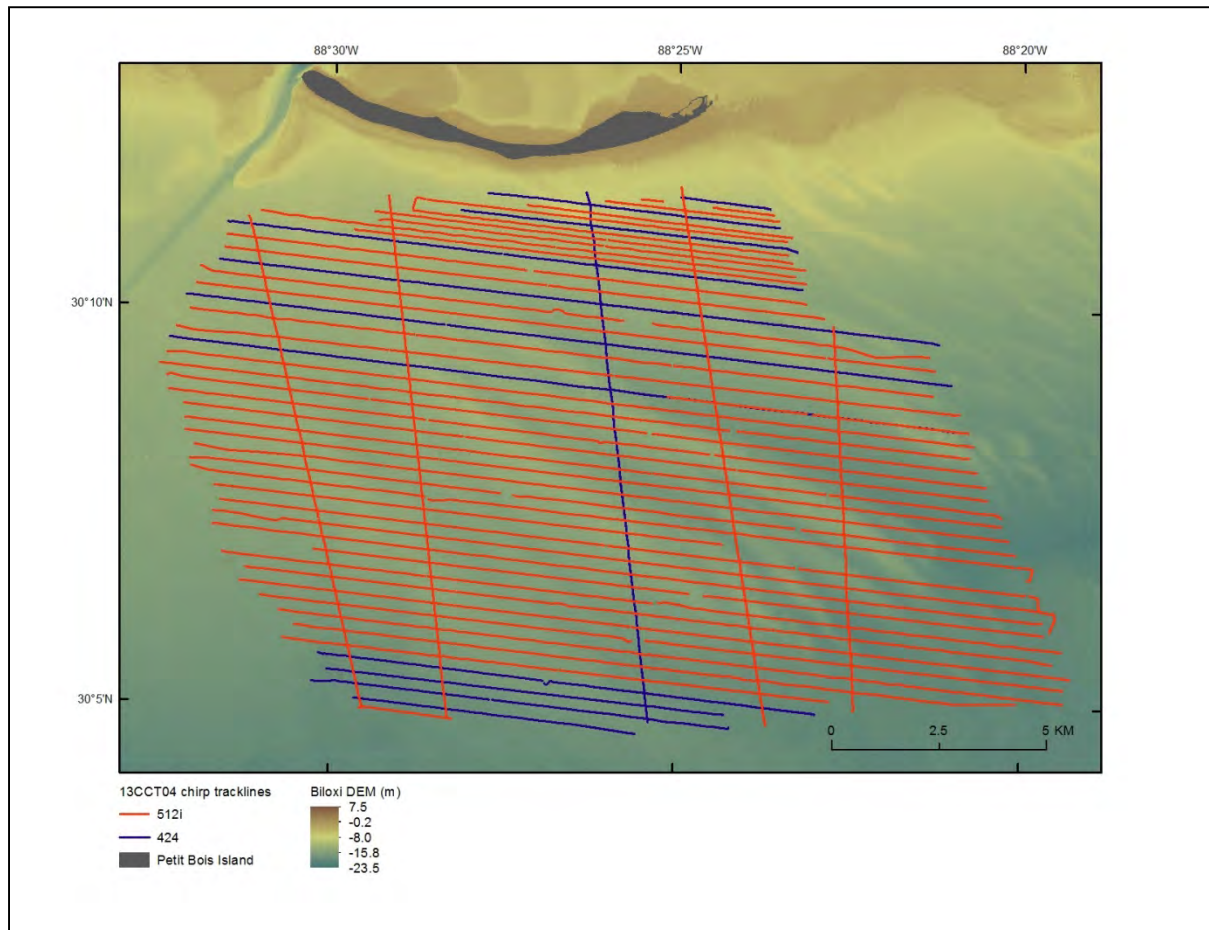 88°30'W 88°25'W 88°20'W
30°10'N
30°5'N
0 2.5 5 KM
13CCT04 chirp tracklines
512i
424
Petit Bois Island
Biloxi DEM (m)
7.5
-0.2
-8.0
-15.8
-23.5